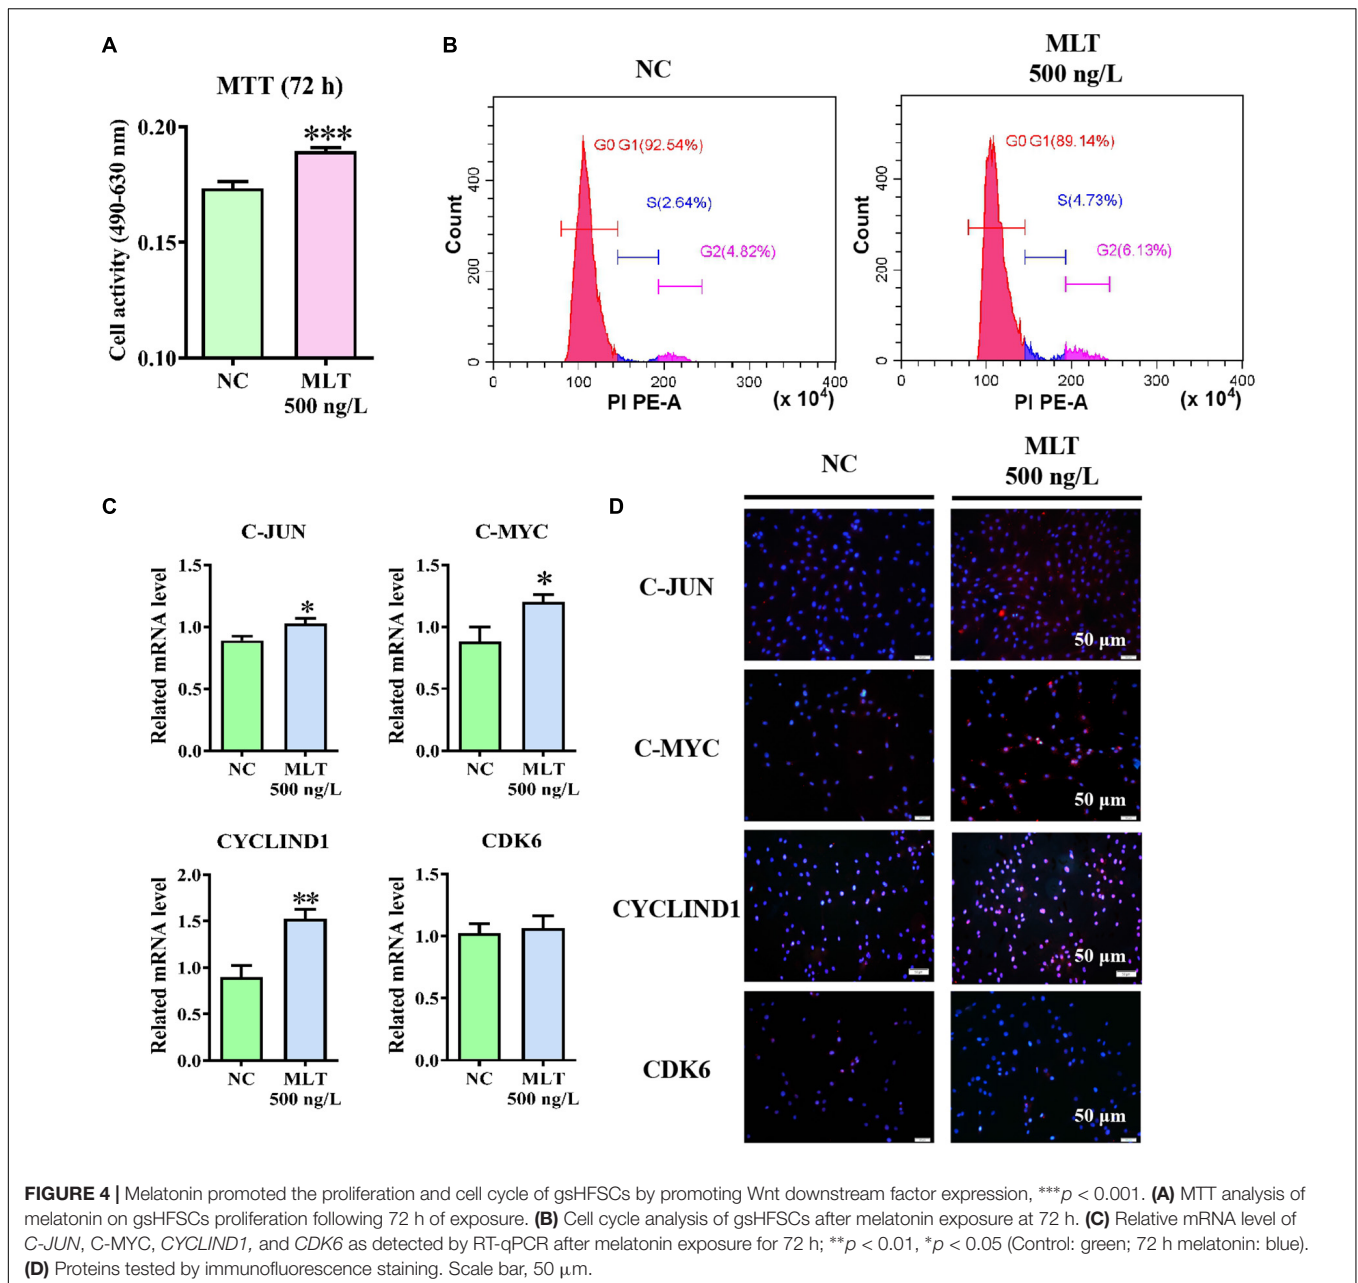 A
MTT (72 h)
Cell activity (490-630 nm)
0.20
0.15
0.10
***
NC
MLT
500 ng/L
B
NC
Count
400
200
0
G0 G1(92.54%)
S(2.64%)
G2(4.82%)
0 100 200 300 400
PI PE-A (x 10⁴)
MLT
500 ng/L
Count
400
200
0
G0 G1(89.14%)
S(4.73%)
G2(6.13%)
0 100 200 300 400
PI PE-A (x 10⁴)
C
C-JUN
Related mRNA level
1.5
1.0
0.5
0.0
*
NC
MLT
500 ng/L
C-MYC
Related mRNA level
1.5
1.0
0.5
0.0
*
NC
MLT
500 ng/L
CYCLIND1
Related mRNA level
2.0
1.5
1.0
0.5
0.0
**
NC
MLT
500 ng/L
CDK6
Related mRNA level
1.5
1.0
0.5
0.0
NC
MLT
500 ng/L
D
NC
MLT
500 ng/L
C-JUN
50 µm
C-MYC
50 µm
CYCLIND1
50 µm
CDK6
50 µm
FIGURE 4 | Melatonin promoted the proliferation and cell cycle of gsHFSCs by promoting Wnt downstream factor expression, ***p < 0.001. (A) MTT analysis of
melatonin on gsHFSCs proliferation following 72 h of exposure. (B) Cell cycle analysis of gsHFSCs after melatonin exposure at 72 h. (C) Relative mRNA level of
C-JUN, C-MYC, CYCLIND1, and CDK6 as detected by RT-qPCR after melatonin exposure for 72 h; **p < 0.01, *p < 0.05 (Control: green; 72 h melatonin: blue).
(D) Proteins tested by immunofluorescence staining. Scale bar, 50 µm.